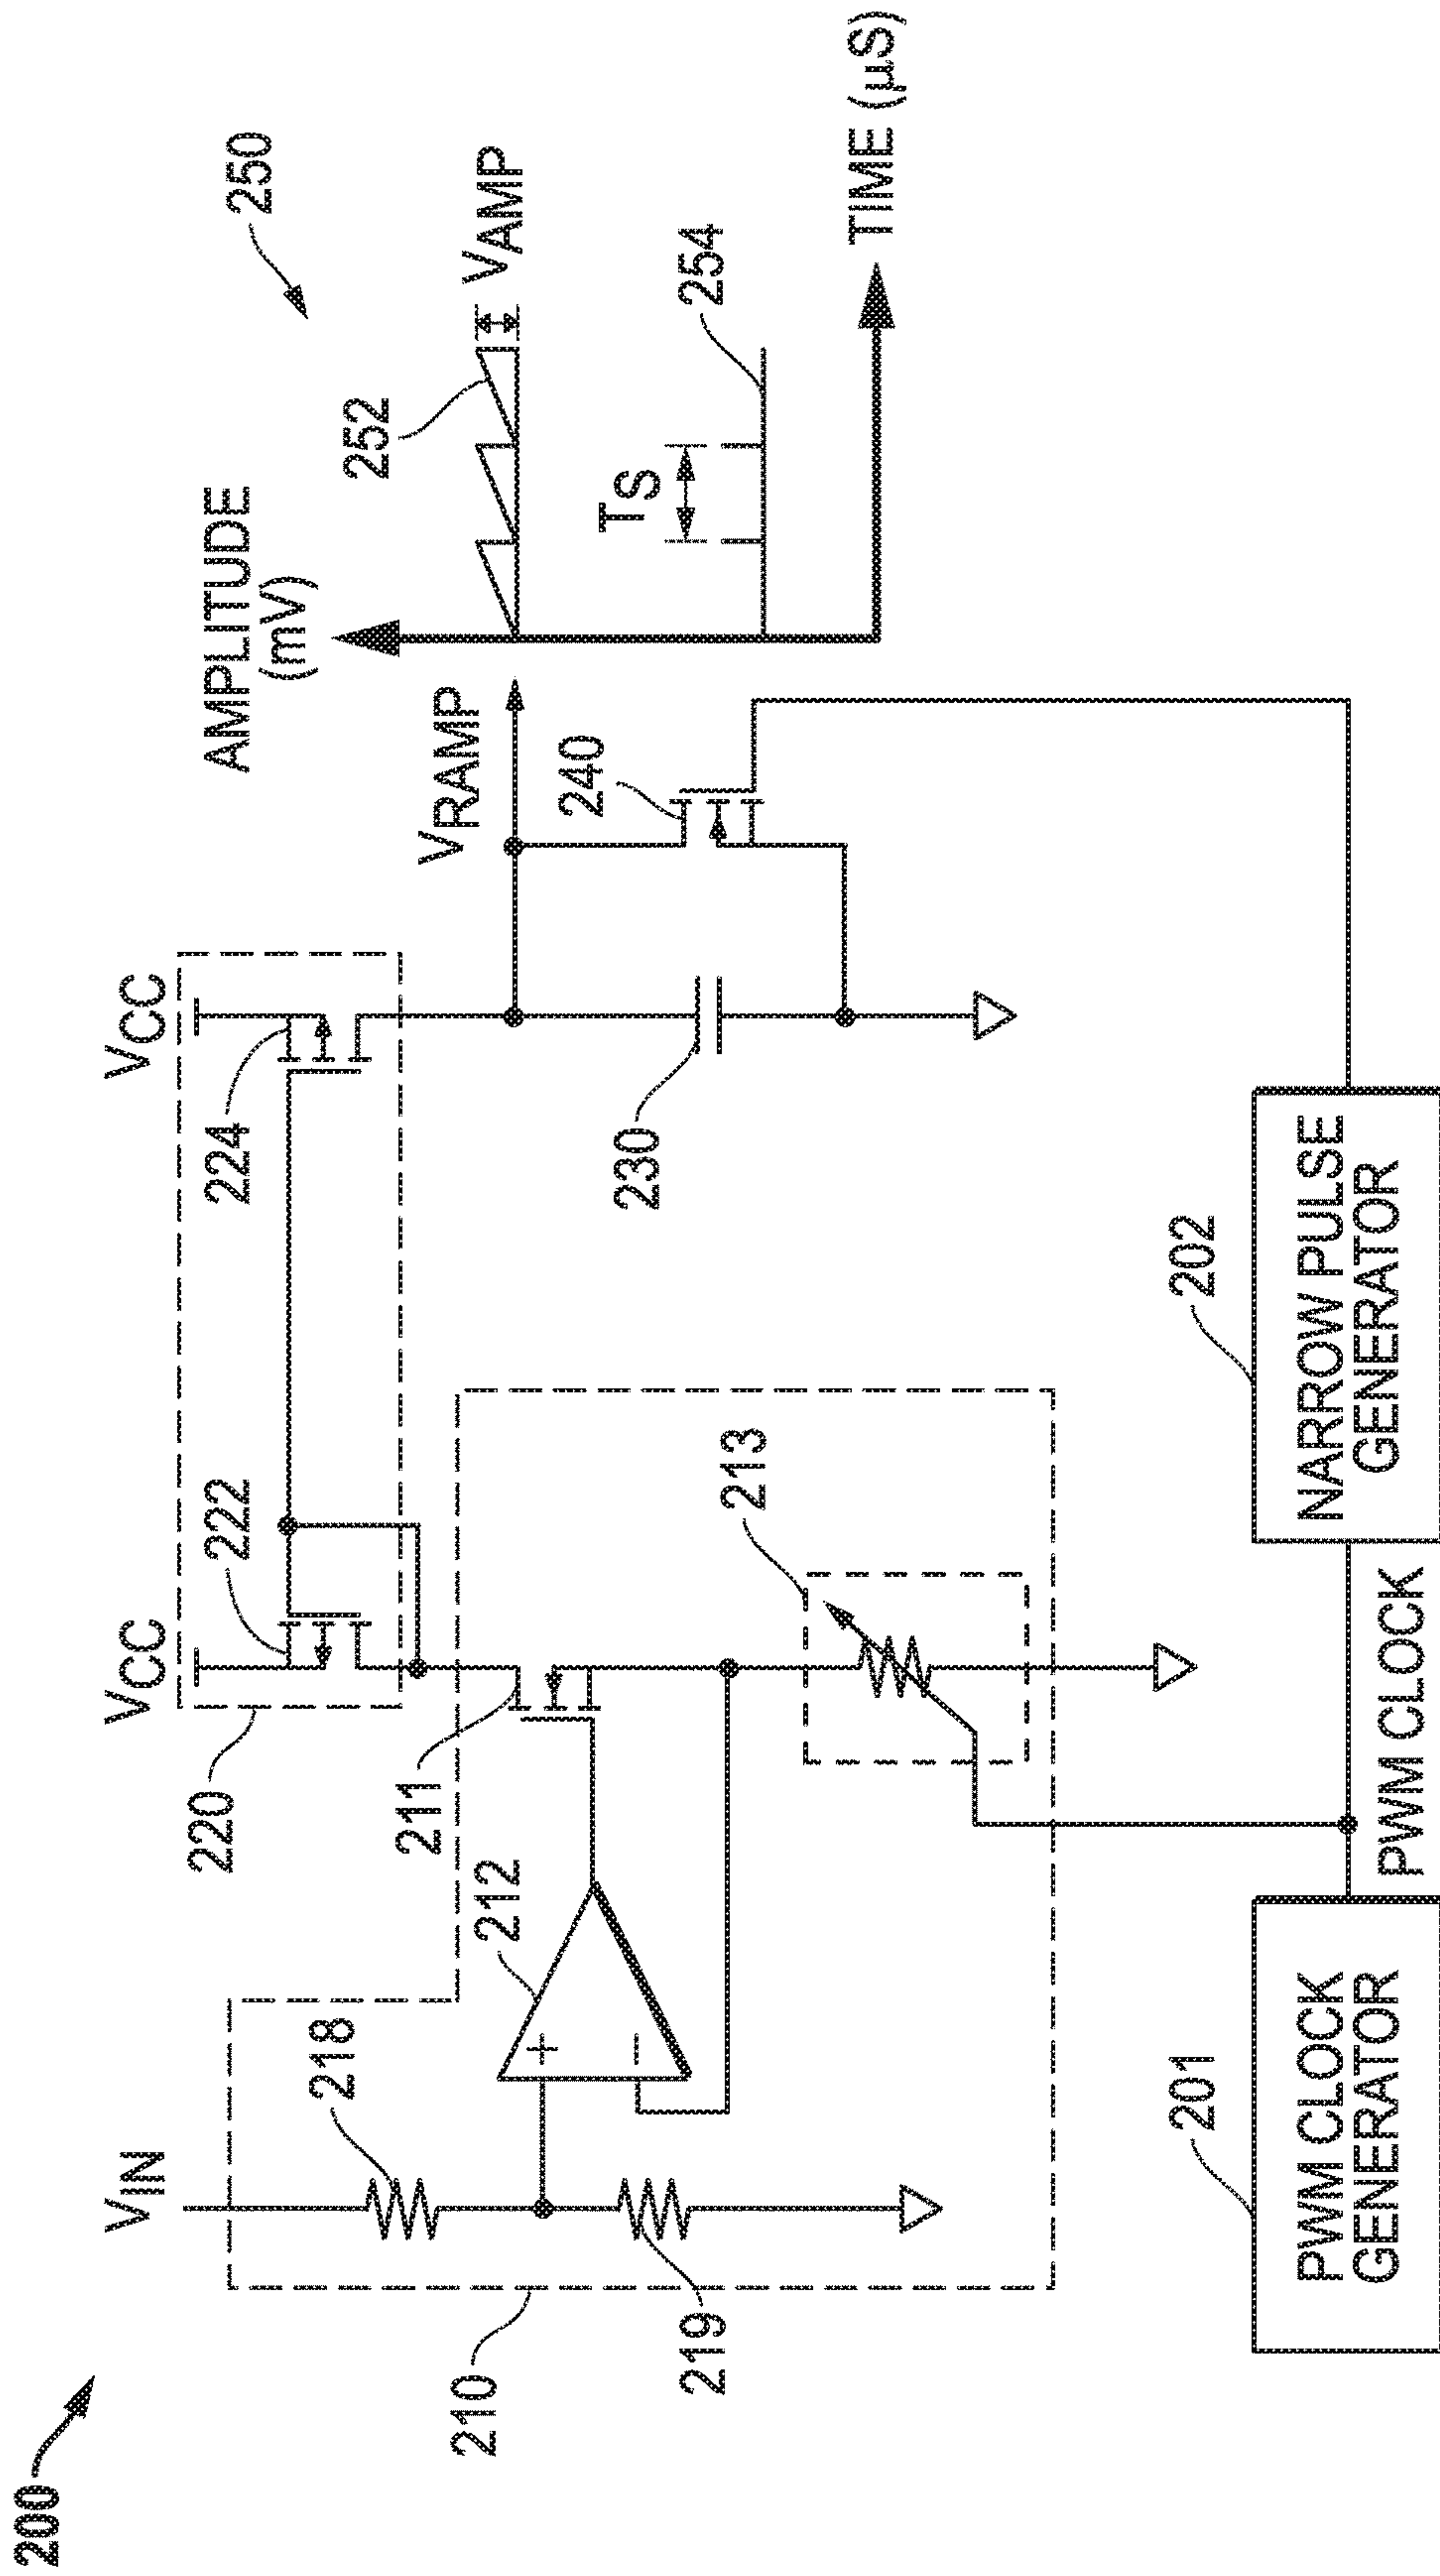 200
VIN
VCC
VCC
220
222
224
210
218
219
212
211
213
230
240
VRAMP
AMPLITUDE
(mV)
250
252
VAMP
TS
254
TIME (µS)
201
PWM CLOCK
GENERATOR
PWM CLOCK
202
NARROW PULSE
GENERATOR
+
−